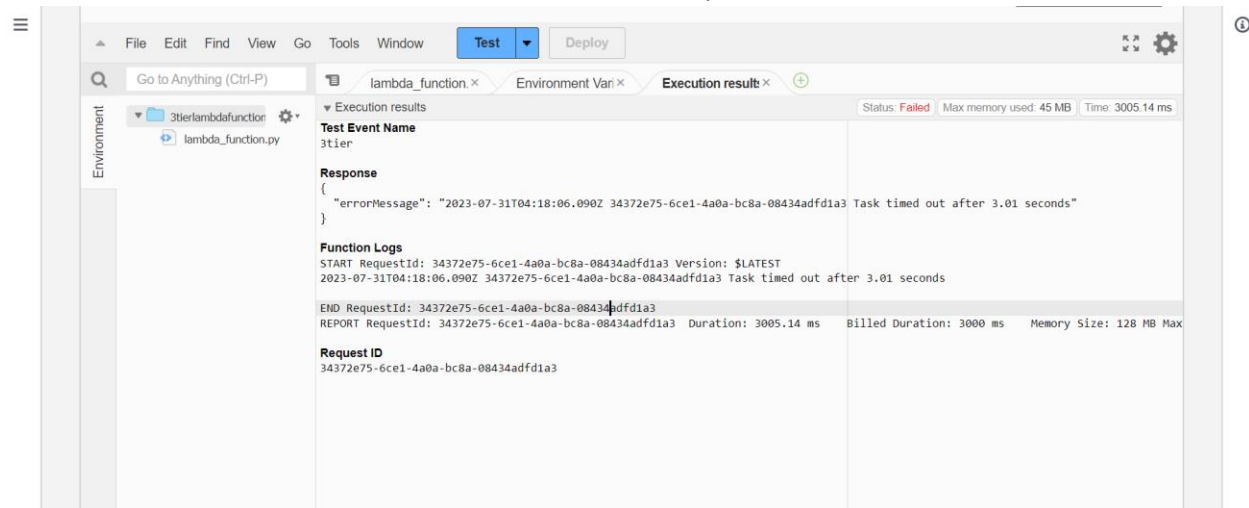 File Edit Find View Go Tools Window Test Deploy
Go to Anything (Ctrl-P)
lambda_function. × Environment Vari × Execution results ×
Environment
3tierlambdafunction
lambda_function.py
Execution results Status: Failed Max memory used: 45 MB Time: 3005.14 ms
Test Event Name
3tier
Response
{
"errorMessage": "2023-07-31T04:18:06.090Z 34372e75-6ce1-4a0a-bc8a-08434adfd1a3 Task timed out after 3.01 seconds"
}
Function Logs
START RequestId: 34372e75-6ce1-4a0a-bc8a-08434adfd1a3 Version: $LATEST
2023-07-31T04:18:06.090Z 34372e75-6ce1-4a0a-bc8a-08434adfd1a3 Task timed out after 3.01 seconds
END RequestId: 34372e75-6ce1-4a0a-bc8a-08434adfd1a3
REPORT RequestId: 34372e75-6ce1-4a0a-bc8a-08434adfd1a3 Duration: 3005.14 ms Billed Duration: 3000 ms Memory Size: 128 MB Max
Request ID
34372e75-6ce1-4a0a-bc8a-08434adfd1a3